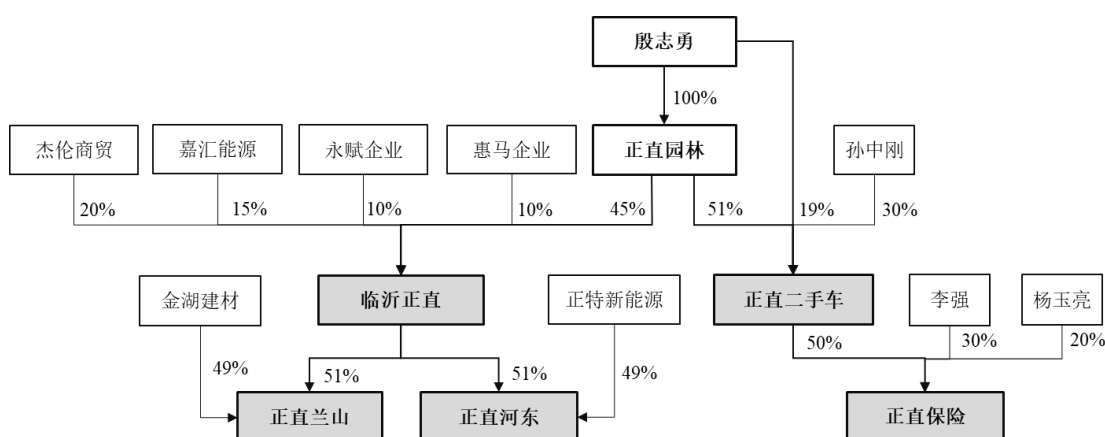 殷志勇
100%
杰伦商贸
嘉汇能源
永赋企业
惠马企业
正直园林
孙中刚
20%
15%
10%
10%
45%
51%
19%
30%
金湖建材
临沂正直
正特新能源
正直二手车
李强
杨玉亮
49%
51%
51%
49%
50%
30%
20%
正直兰山
正直河东
正直保险